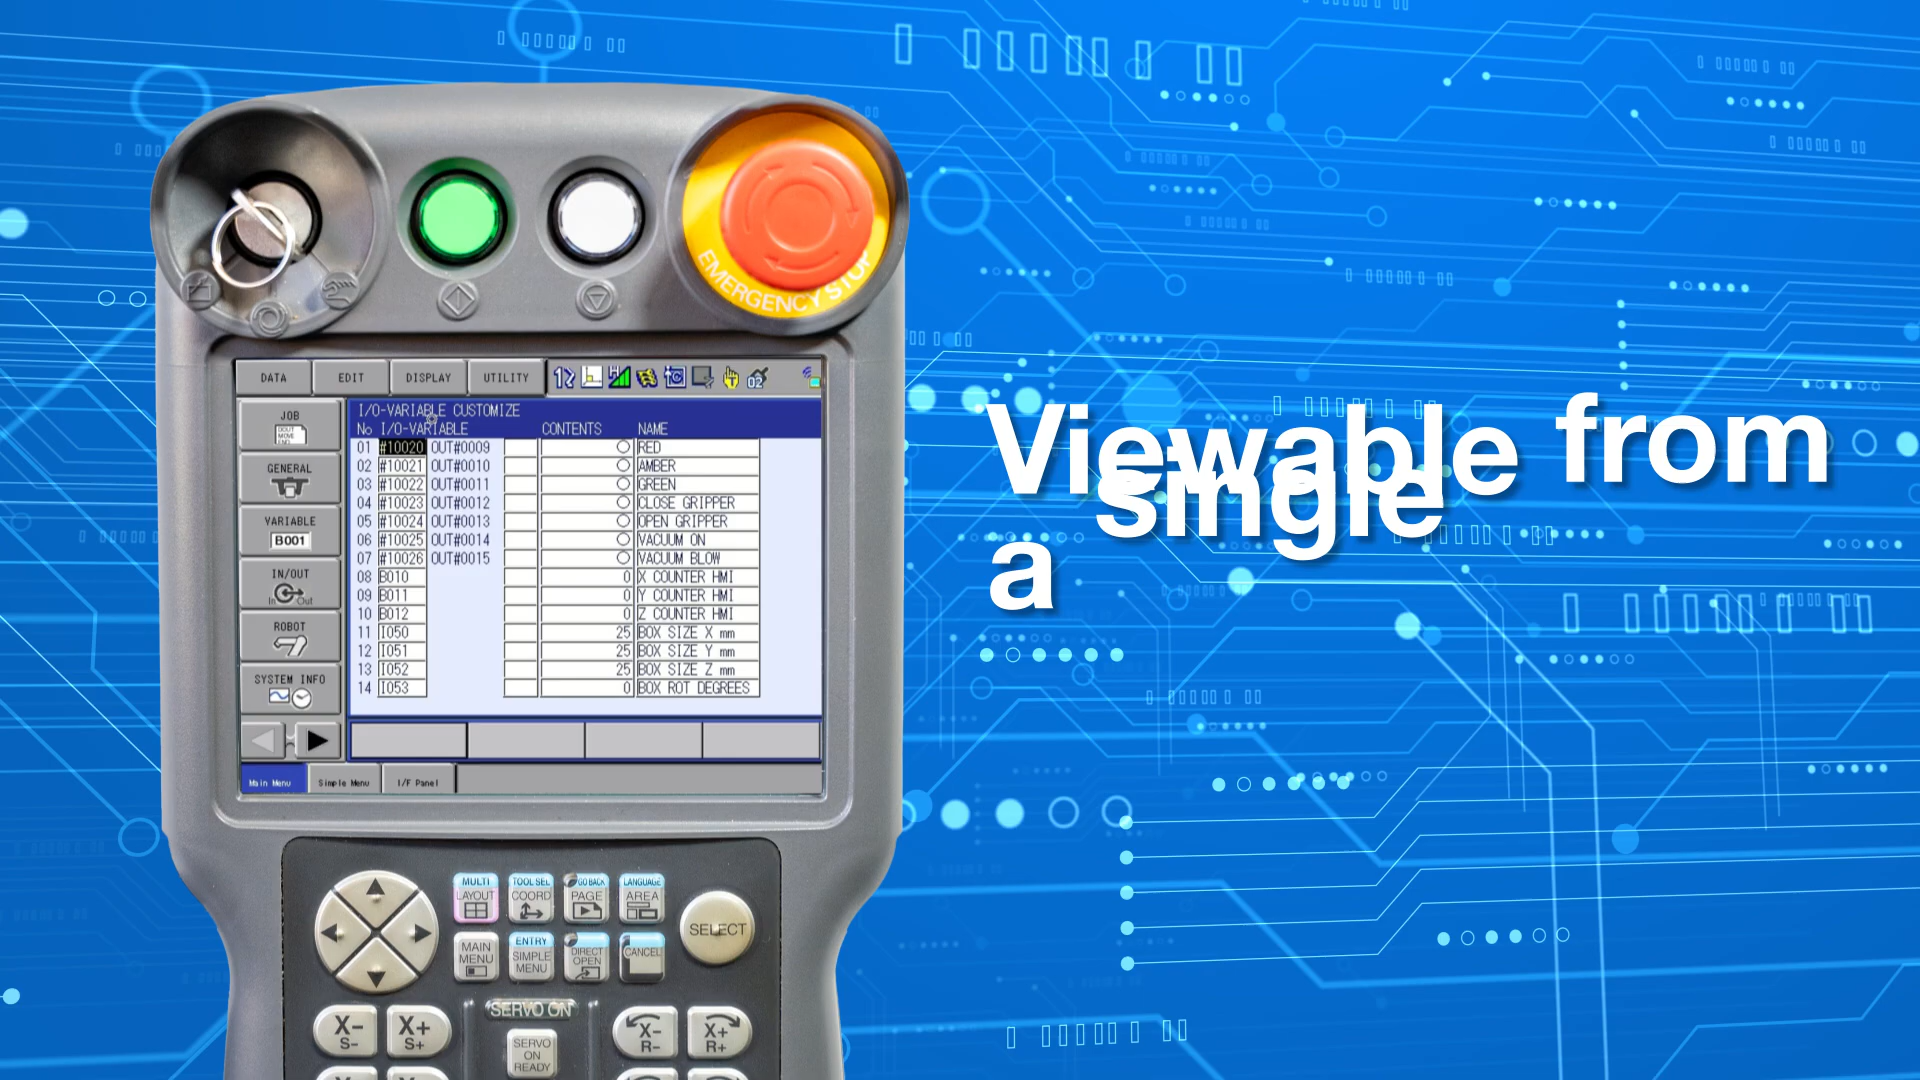 EMERGENCY STOP
DATA EDIT DISPLAY UTILITY
JOB
DOUT
MOVE
END
GENERAL
VARIABLE
B001
IN/OUT
In Out
ROBOT
SYSTEM INFO
I/O-VARIABLE CUSTOMIZE
No I/O-VARIABLE CONTENTS NAME
01 #10020 OUT#0009 RED
02 #10021 OUT#0010 AMBER
03 #10022 OUT#0011 GREEN
04 #10023 OUT#0012 CLOSE GRIPPER
05 #10024 OUT#0013 OPEN GRIPPER
06 #10025 OUT#0014 VACUUM ON
07 #10026 OUT#0015 VACUUM BLOW
08 B010 0 X COUNTER HMI
09 B011 0 Y COUNTER HMI
10 B012 0 Z COUNTER HMI
11 I050 25 BOX SIZE X mm
12 I051 25 BOX SIZE Y mm
13 I052 25 BOX SIZE Z mm
14 I053 0 BOX ROT DEGREES
Main Menu Simple Menu I/F Panel
Viewable from
a single
MULTI TOOL SEL GO BACK LANGUAGE
LAYOUT COORD PAGE AREA
SELECT
MAIN MENU
ENTRY
SIMPLE MENU
DIRECT OPEN
CANCEL
SERVO ON
SERVO
ON
READY
X- X+ X- X+
S- S+ R- R+